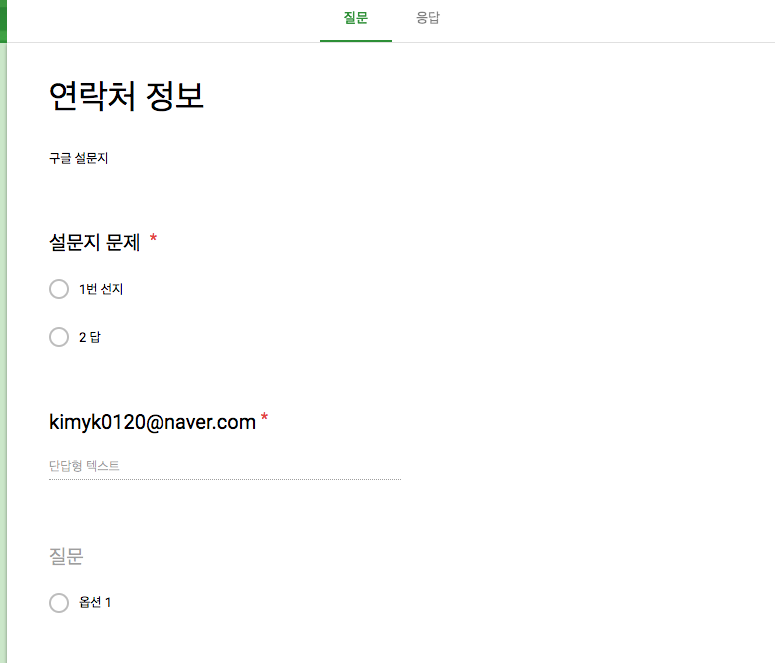 질문 응답
연락처 정보
구글 설문지
설문지 문제 *
1번 선지
2 답
kimyk0120@naver.com *
단답형 텍스트
질문
옵션 1